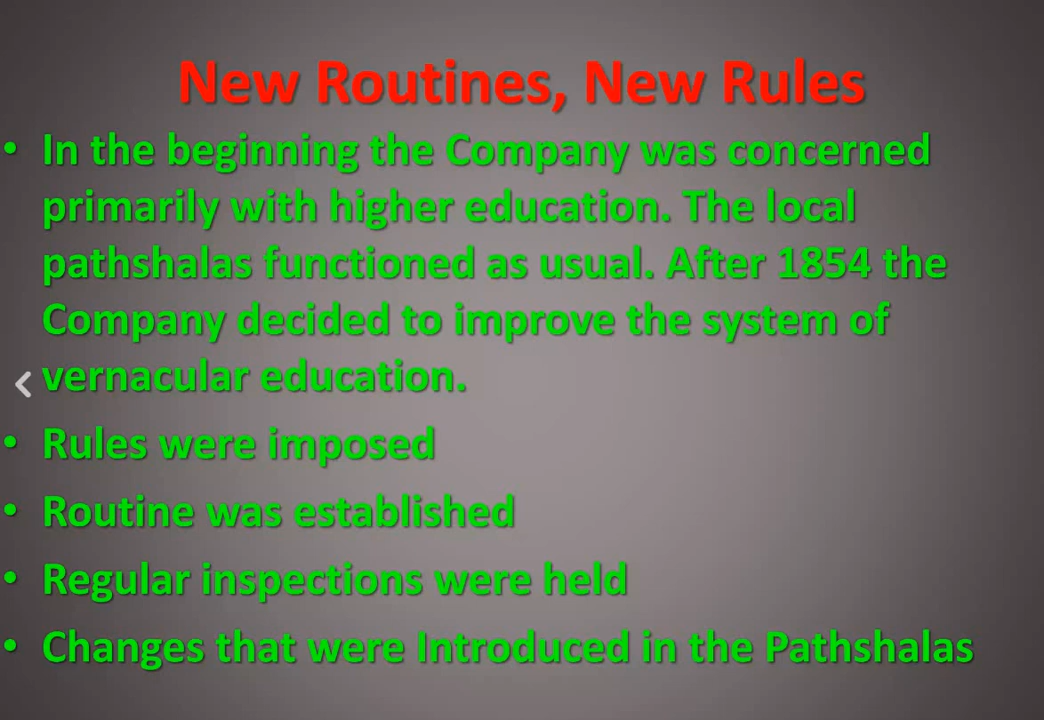 New Routines, New Rules
• In the beginning the Company was concerned
primarily with higher education. The local
pathshalas functioned as usual. After 1854 the
Company decided to improve the system of
vernacular education.
• Rules were imposed
• Routine was established
• Regular inspections were held
• Changes that were Introduced in the Pathshalas